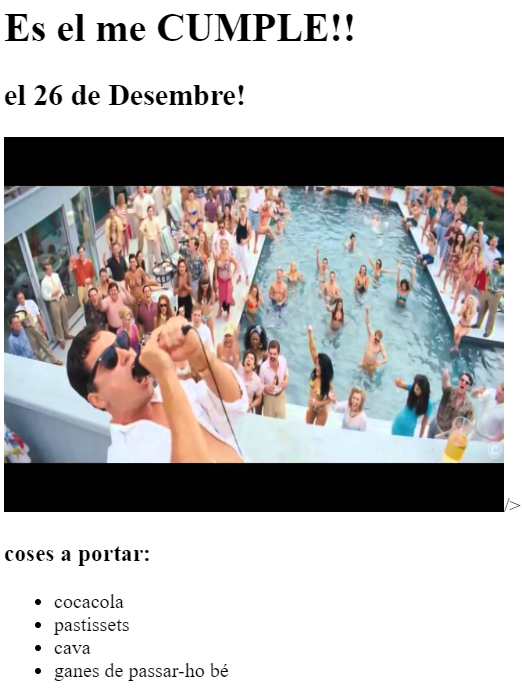 Es el me CUMPLE!!
el 26 de Desembre!
/>
coses a portar:
cocacola
pastissets
cava
ganes de passar-ho bé